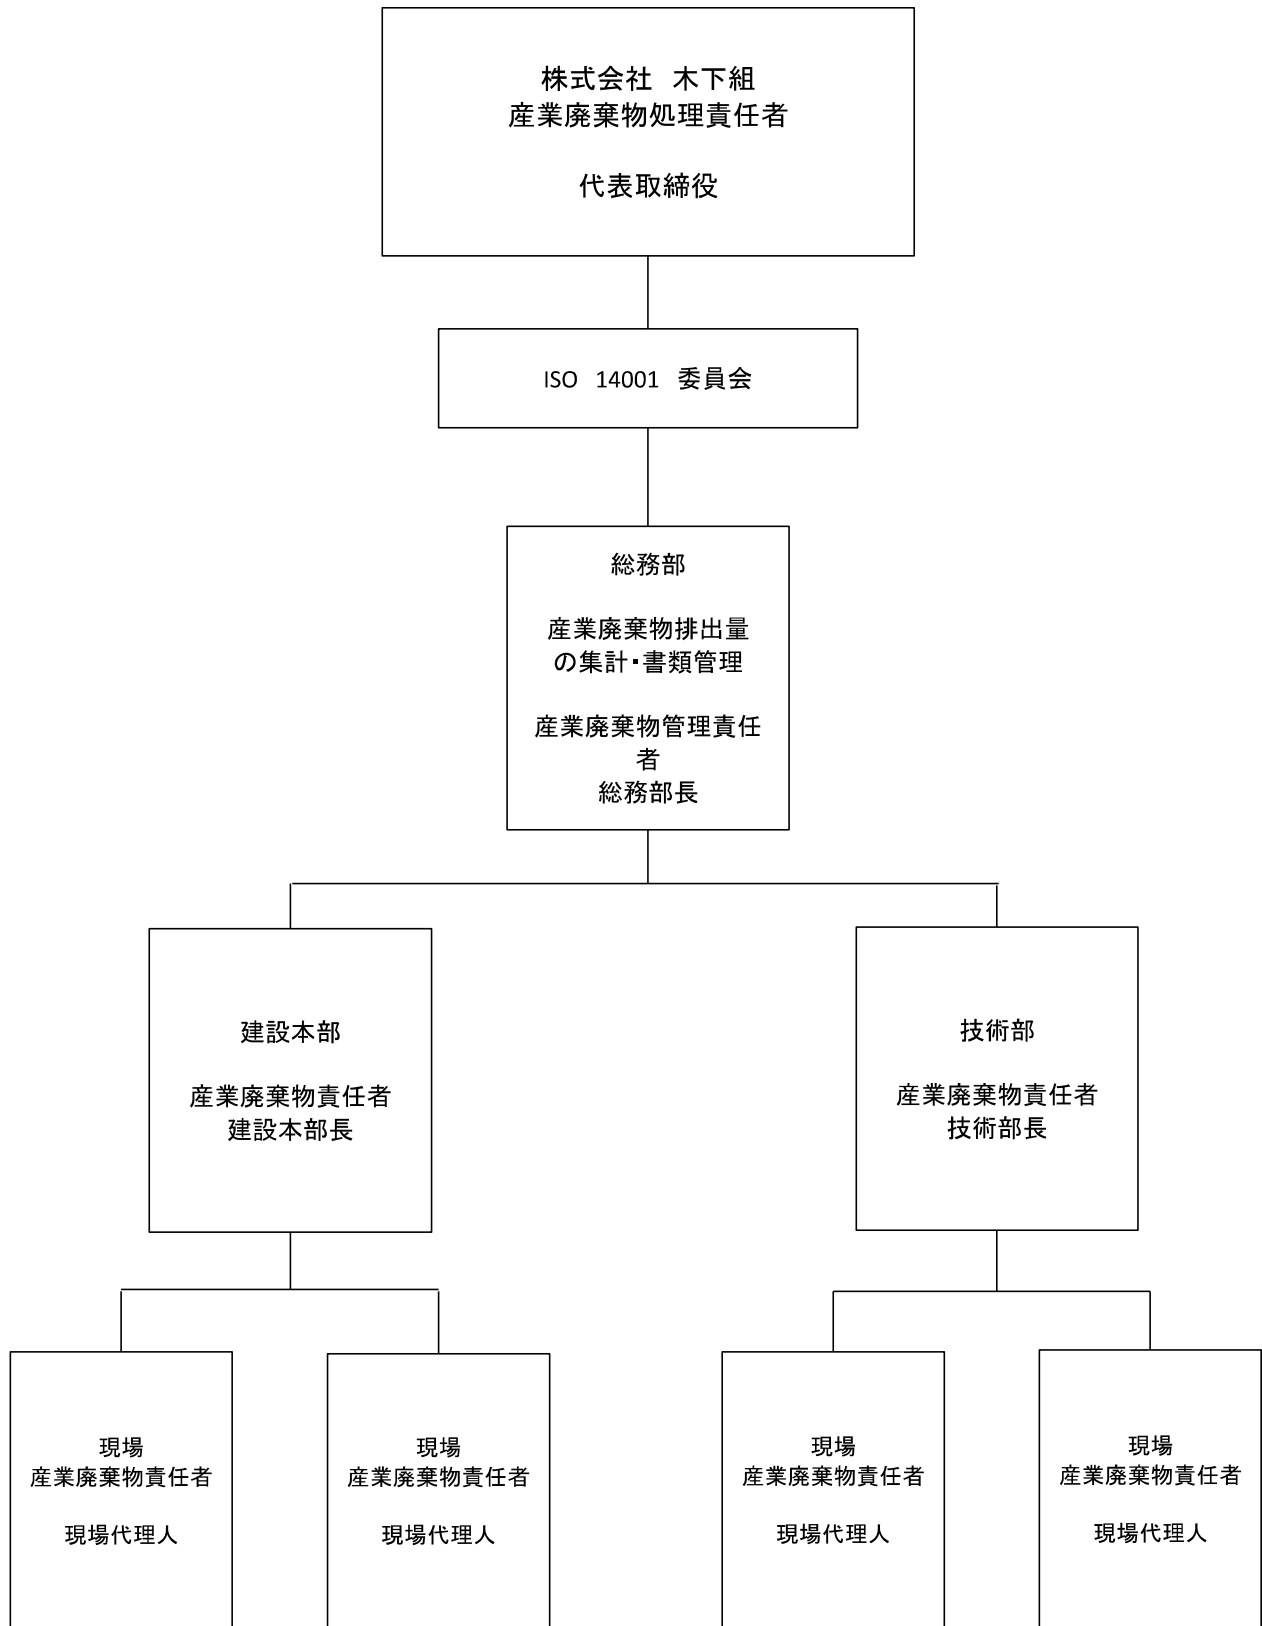 株式会社　木下組
産業廃棄物処理責任者
代表取締役
ISO 14001 委員会
総務部
産業廃棄物排出量
の集計・書類管理
産業廃棄物管理責任
者
総務部長
建設本部
産業廃棄物責任者
建設本部長
技術部
産業廃棄物責任者
技術部長
現場
産業廃棄物責任者
現場代理人
現場
産業廃棄物責任者
現場代理人
現場
産業廃棄物責任者
現場代理人
現場
産業廃棄物責任者
現場代理人